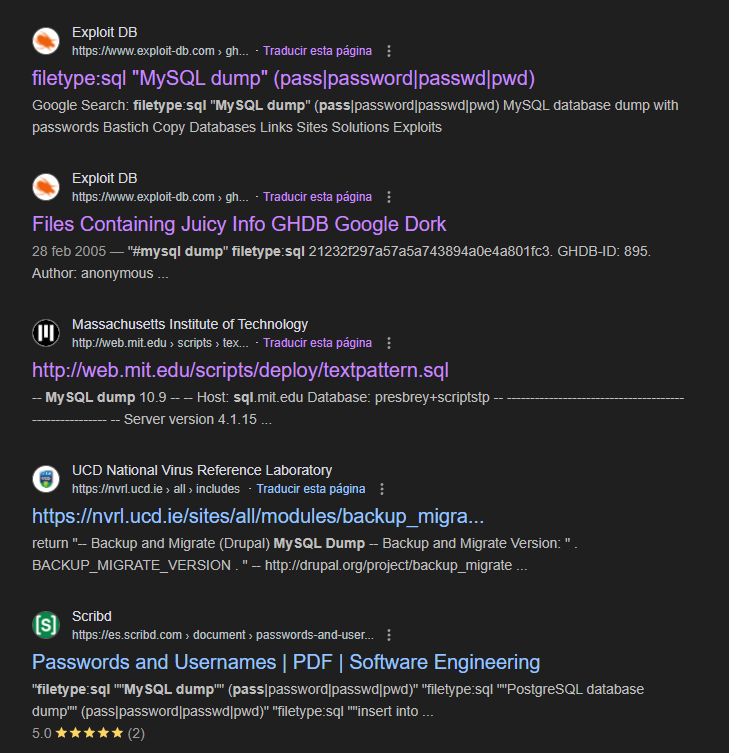 Exploit DB
https://www.exploit-db.com › gh... · Traducir esta página
filetype:sql "MySQL dump" (pass|password|passwd|pwd)
Google Search: filetype:sql "MySQL dump" (pass|password|passwd|pwd) MySQL database dump with
passwords Bastich Copy Databases Links Sites Solutions Exploits
Exploit DB
https://www.exploit-db.com › gh... · Traducir esta página
Files Containing Juicy Info GHDB Google Dork
28 feb 2005 — "#mysql dump" filetype:sql 21232f297a57a5a743894a0e4a801fc3. GHDB-ID: 895.
Author: anonymous ...
Massachusetts Institute of Technology
http://web.mit.edu › scripts › tex... · Traducir esta página
http://web.mit.edu/scripts/deploy/textpattern.sql
-- MySQL dump 10.9 -- -- Host: sql.mit.edu Database: presbrey+scriptstp -- ---------------------------------------
----------------- -- Server version 4.1.15 ...
UCD National Virus Reference Laboratory
https://nvrl.ucd.ie › all › includes · Traducir esta página
https://nvrl.ucd.ie/sites/all/modules/backup_migra...
return "-- Backup and Migrate (Drupal) MySQL Dump -- Backup and Migrate Version: " .
BACKUP_MIGRATE_VERSION . " -- http://drupal.org/project/backup_migrate ...
[S]
Scribd
https://es.scribd.com › document › passwords-and-user...
Passwords and Usernames | PDF | Software Engineering
"filetype:sql ""MySQL dump"" (pass|password|passwd|pwd)" "filetype:sql ""PostgreSQL database
dump"" (pass|password|passwd|pwd)" "filetype:sql ""insert into ...
5.0 ★★★★★ (2)